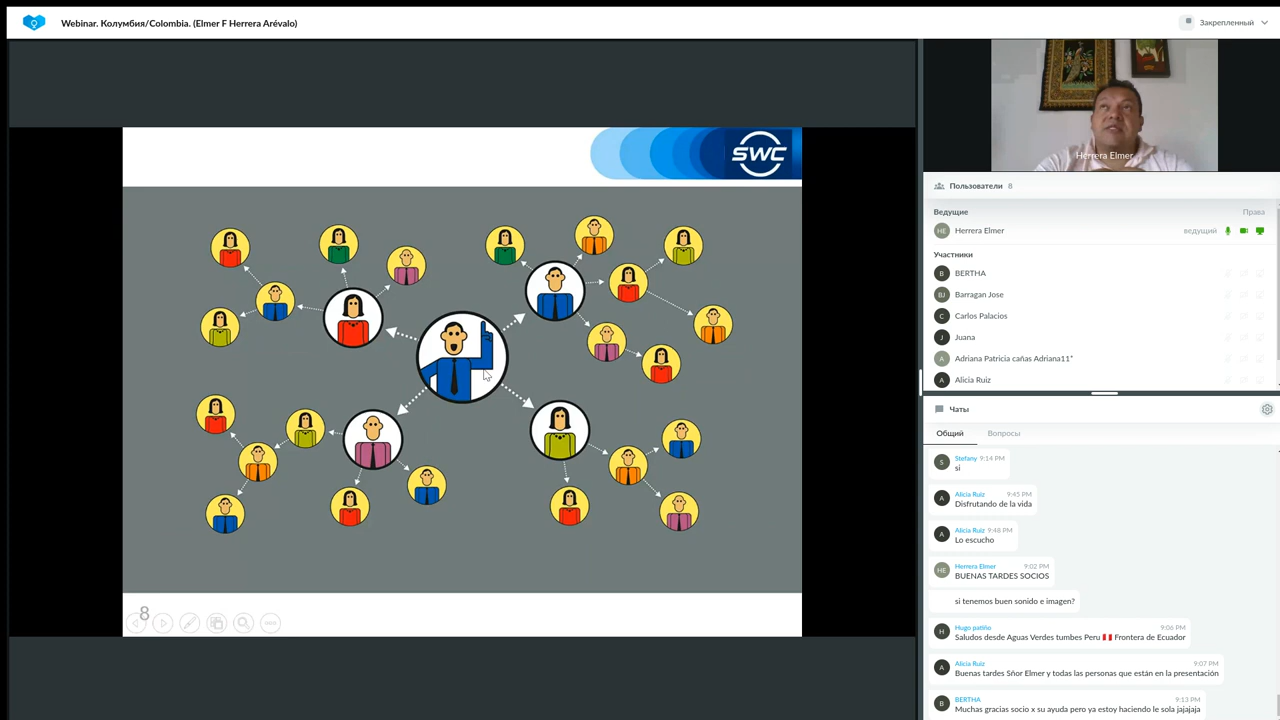 Webinar. Колумбия/Colombia. (Elmer F Herrera Arévalo)
Закрепленный
SWC
8
Herrera Elmer
Пользователи 8
Ведущие Права
HE Herrera Elmer ведущий
Участники
B BERTHA
BJ Barragan Jose
C Carlos Palacios
J Juana
A Adriana Patricia cañas Adriana11*
A Alicia Ruiz
Чаты
Общий Вопросы
S Stefany 9:14 PM
si
A Alicia Ruiz 9:45 PM
Disfrutando de la vida
A Alicia Ruiz 9:48 PM
Lo escucho
HE Herrera Elmer 9:02 PM
BUENAS TARDES SOCIOS
si tenemos buen sonido e imagen?
H Hugo patiño 9:06 PM
Saludos desde Aguas Verdes tumbes Peru 🇵🇪 Frontera de Ecuador
A Alicia Ruiz 9:07 PM
Buenas tardes Sñor Elmer y todas las personas que están en la presentación
B BERTHA 9:13 PM
Muchas gracias socio x su ayuda pero ya estoy haciendo le sola jajajaja